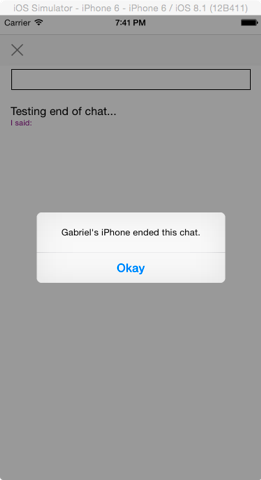 iOS Simulator - iPhone 6 - iPhone 6 / iOS 8.1 (12B411)
Carrier 7:41 PM
Testing end of chat...
I said:
Gabriel's iPhone ended this chat.
Okay